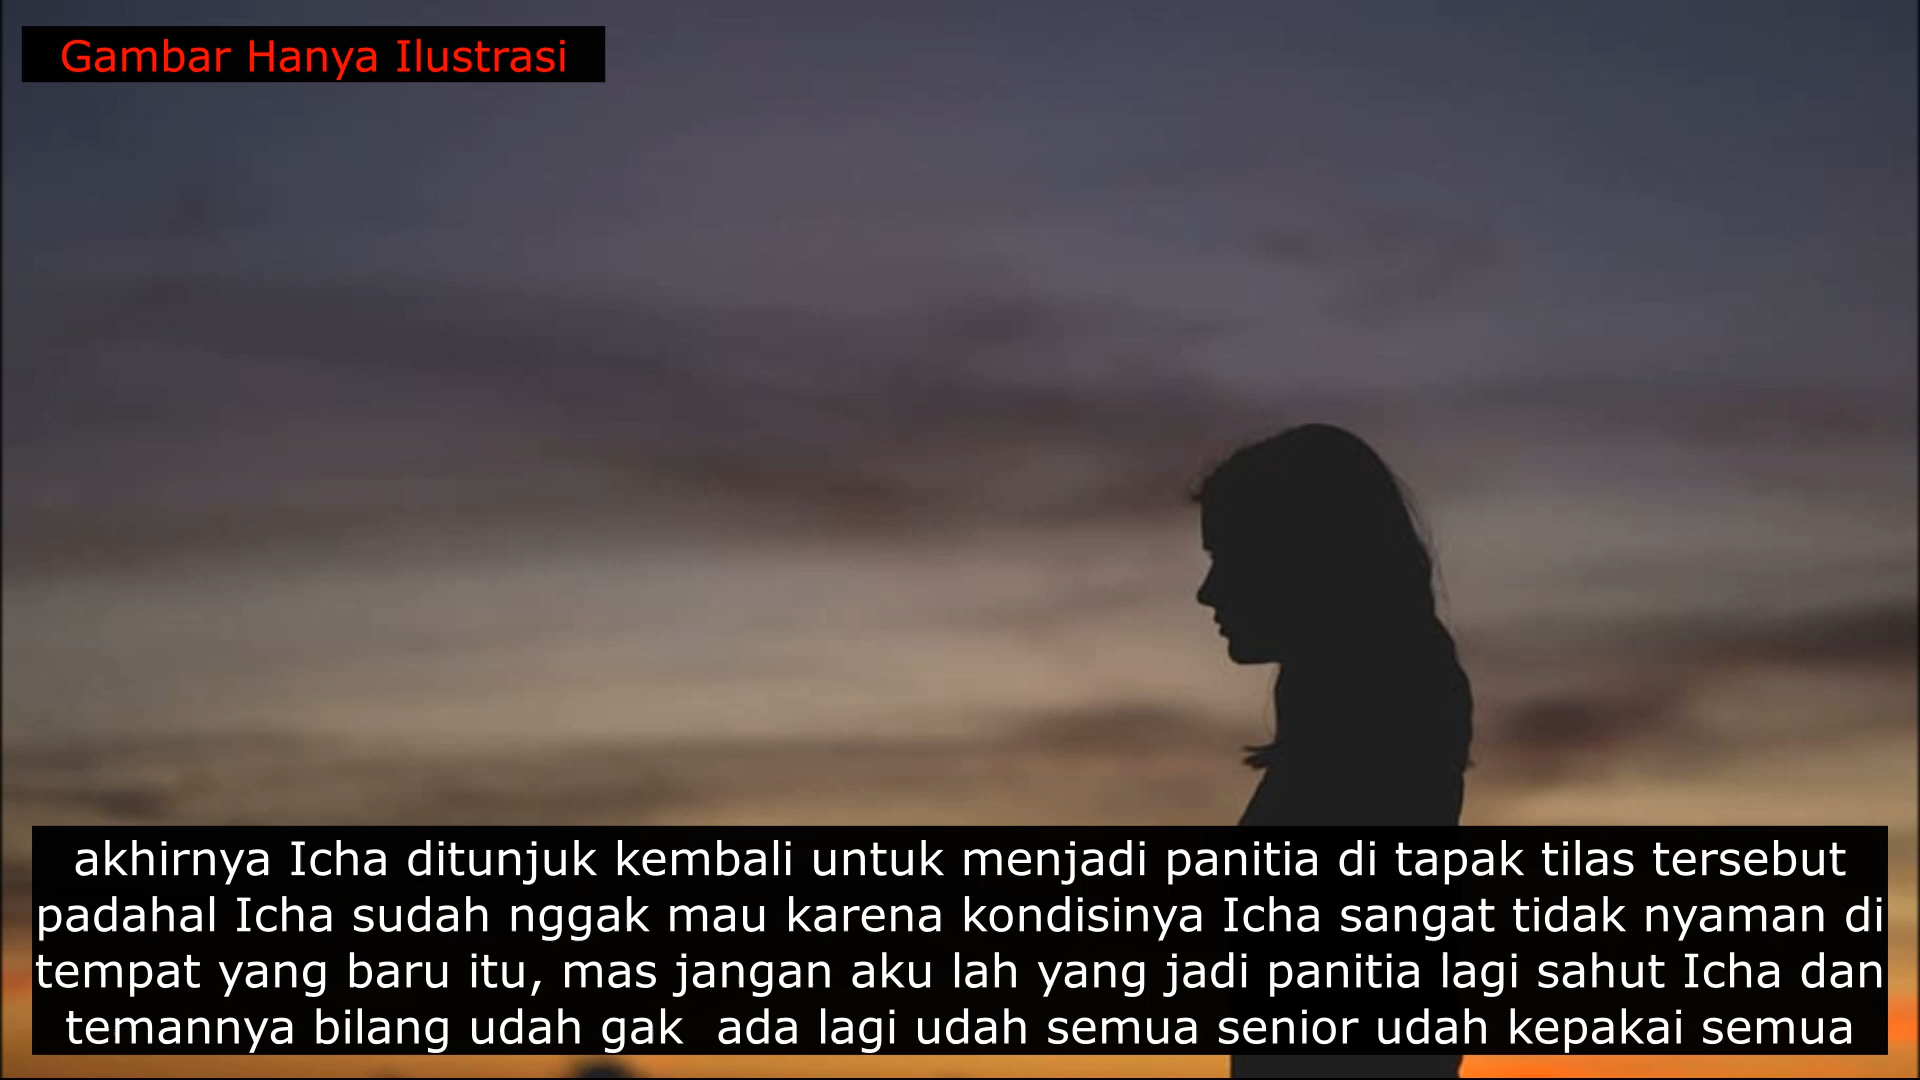 Gambar Hanya Ilustrasi
akhirnya Icha ditunjuk kembali untuk menjadi panitia di tapak tilas tersebut
padahal Icha sudah nggak mau karena kondisinya Icha sangat tidak nyaman di
tempat yang baru itu, mas jangan aku lah yang jadi panitia lagi sahut Icha dan
temannya bilang udah gak  ada lagi udah semua senior udah kepakai semua